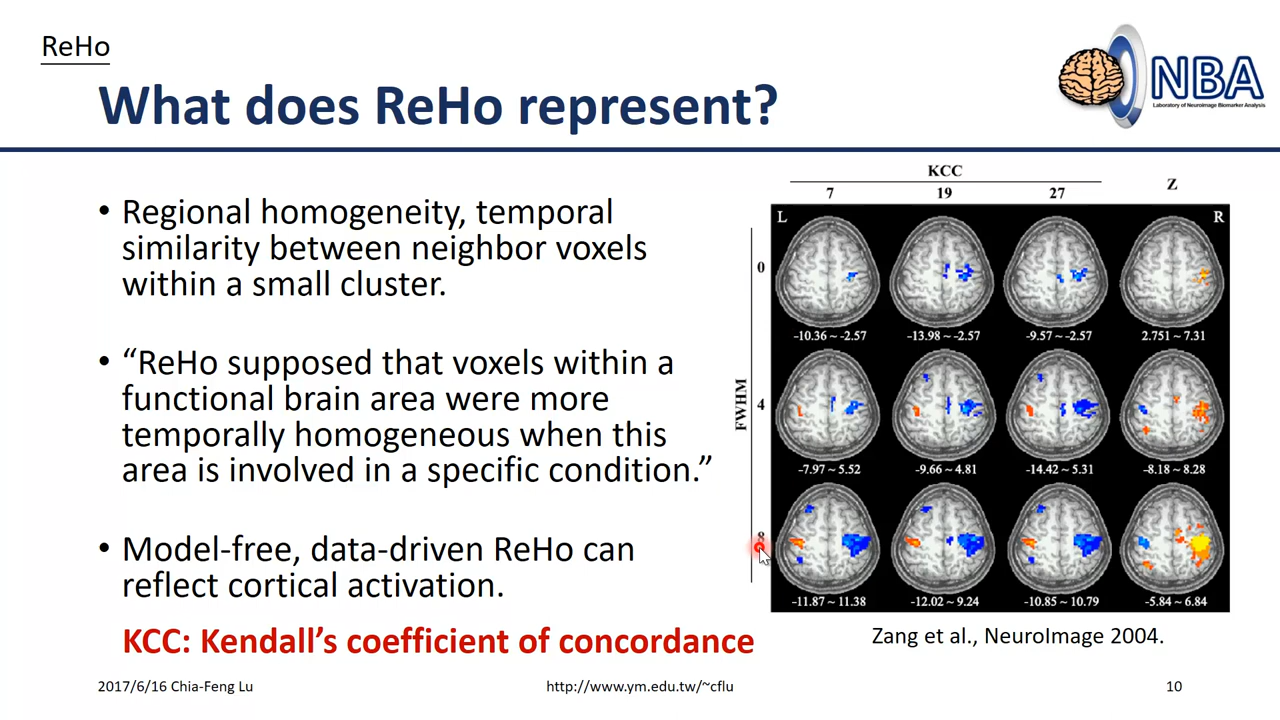 ReHo
What does ReHo represent?
NBA
Laboratory of Neuroimage Biomarker Analysis
• Regional homogeneity, temporal
similarity between neighbor voxels
within a small cluster.
• “ReHo supposed that voxels within a
functional brain area were more
temporally homogeneous when this
area is involved in a specific condition.”
• Model-free, data-driven ReHo can
reflect cortical activation.
KCC: Kendall’s coefficient of concordance
KCC
7 19 27 Z
L R
FWHM
0
-10.36 ~ -2.57 -13.98 ~ -2.57 -9.57 ~ -2.57 2.751 ~ 7.31
4
-7.97 ~ 5.52 -9.66 ~ 4.81 -14.42 ~ 5.31 -8.18 ~ 8.28
8
-11.87 ~ 11.38 -12.02 ~ 9.24 -10.85 ~ 10.79 -5.84 ~ 6.84
Zang et al., NeuroImage 2004.
2017/6/16 Chia-Feng Lu
http://www.ym.edu.tw/~cflu
10